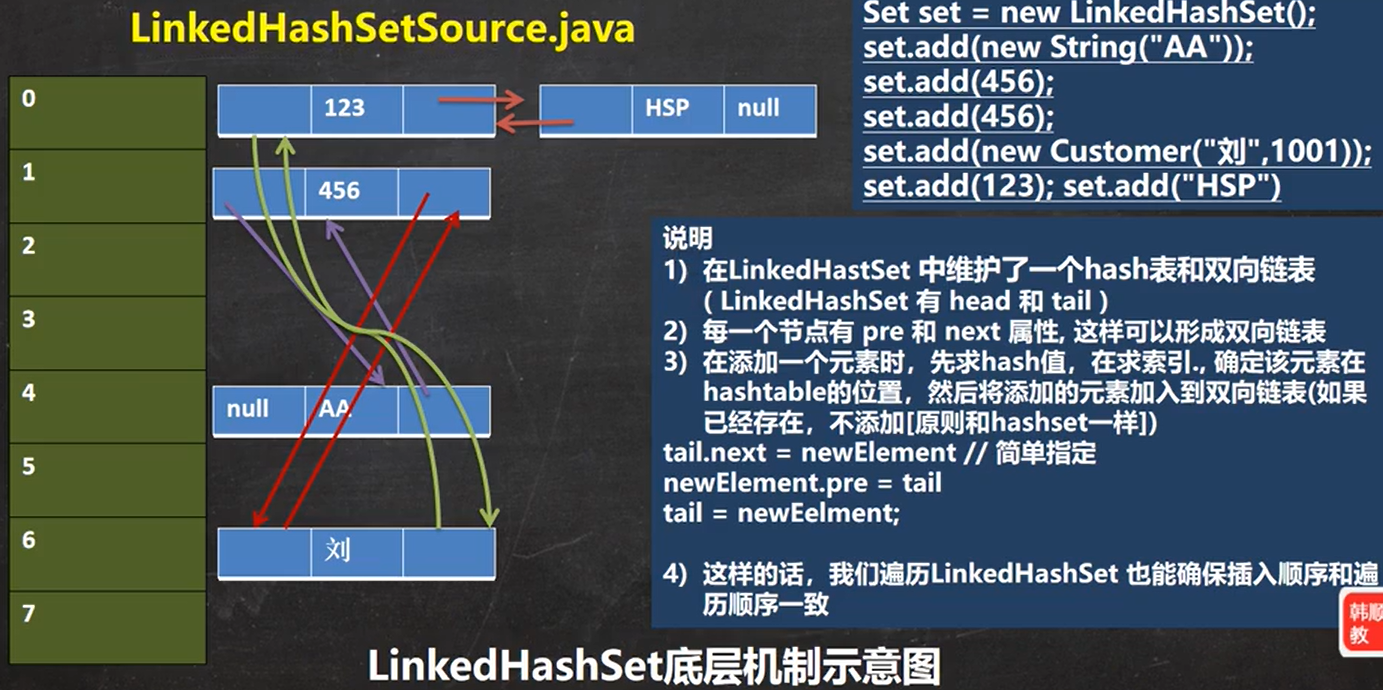 LinkedHashSetSource.java
0
1
2
3
4
5
6
7
123
HSP
null
456
null
AA
刘
Set set = new LinkedHashSet();
set.add(new String("AA"));
set.add(456);
set.add(456);
set.add(new Customer("刘",1001));
set.add(123); set.add("HSP")
说明
1) 在LinkedHastSet 中维护了一个hash表和双向链表
( LinkedHashSet 有 head 和 tail )
2) 每一个节点有 pre 和 next 属性, 这样可以形成双向链表
3) 在添加一个元素时，先求hash值，在求索引., 确定该元素在
hashtable的位置，然后将添加的元素加入到双向链表(如果
已经存在，不添加[原则和hashset一样])
tail.next = newElement // 简单指定
newElement.pre = tail
tail = newEelment;
4) 这样的话，我们遍历LinkedHashSet 也能确保插入顺序和遍
历顺序一致
韩顺
教
LinkedHashSet底层机制示意图